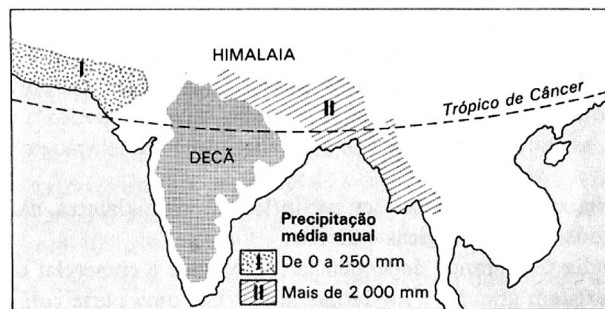 HIMALAIA
I
II
Trópico de Câncer
DECÃ
Precipitação
média anual
I De 0 a 250 mm
II Mais de 2 000 mm